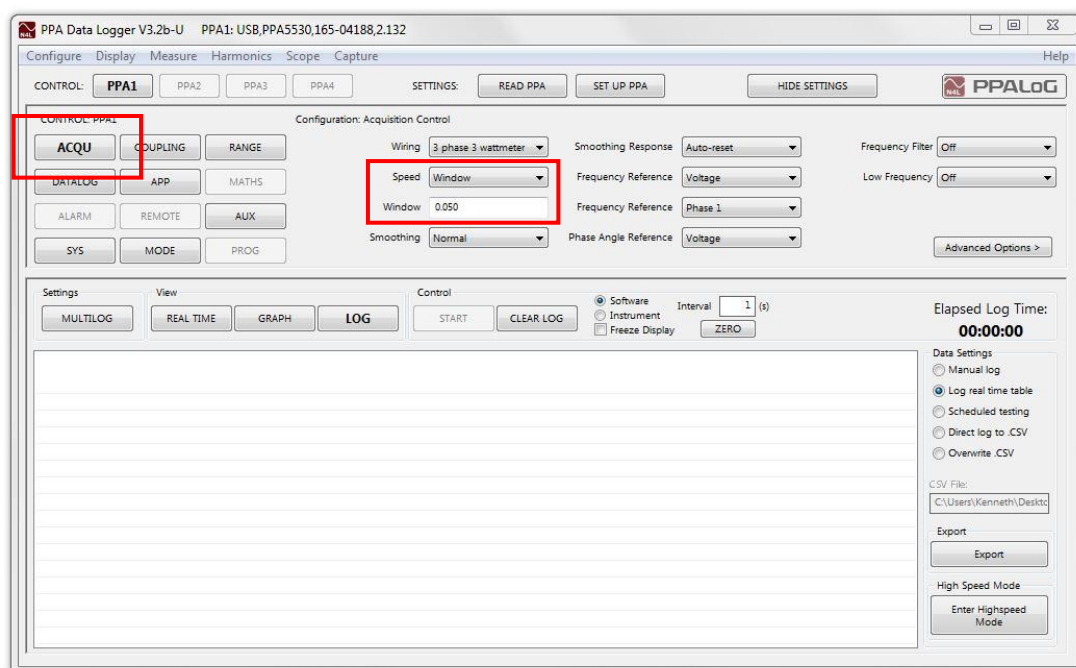 PPA Data Logger V3.2b-U PPA1: USB,PPA5530,165-04188,2.132
Configure Display Measure Harmonics Scope Capture Help
CONTROL: PPA1 PPA2 PPA3 PPA4 SETTINGS: READ PPA SET UP PPA HIDE SETTINGS N4L PPALoG
CONTROL: PPA1 Configuration: Acquisition Control
ACQU COUPLING RANGE Wiring 3 phase 3 wattmeter Smoothing Response Auto-reset Frequency Filter Off
DATALOG APP MATHS Speed Window Frequency Reference Voltage Low Frequency Off
ALARM REMOTE AUX Window 0.050 Frequency Reference Phase 1
SYS MODE PROG Smoothing Normal Phase Angle Reference Voltage Advanced Options >
Settings View Control
MULTILOG REAL TIME GRAPH LOG START CLEAR LOG
Software
Instrument
Freeze Display
Interval 1 (s)
ZERO
Elapsed Log Time:
00:00:00
Data Settings
Manual log
Log real time table
Scheduled testing
Direct log to .CSV
Overwrite .CSV
CSV File:
C:\Users\Kenneth\Deskto
Export
Export
High Speed Mode
Enter Highspeed
Mode